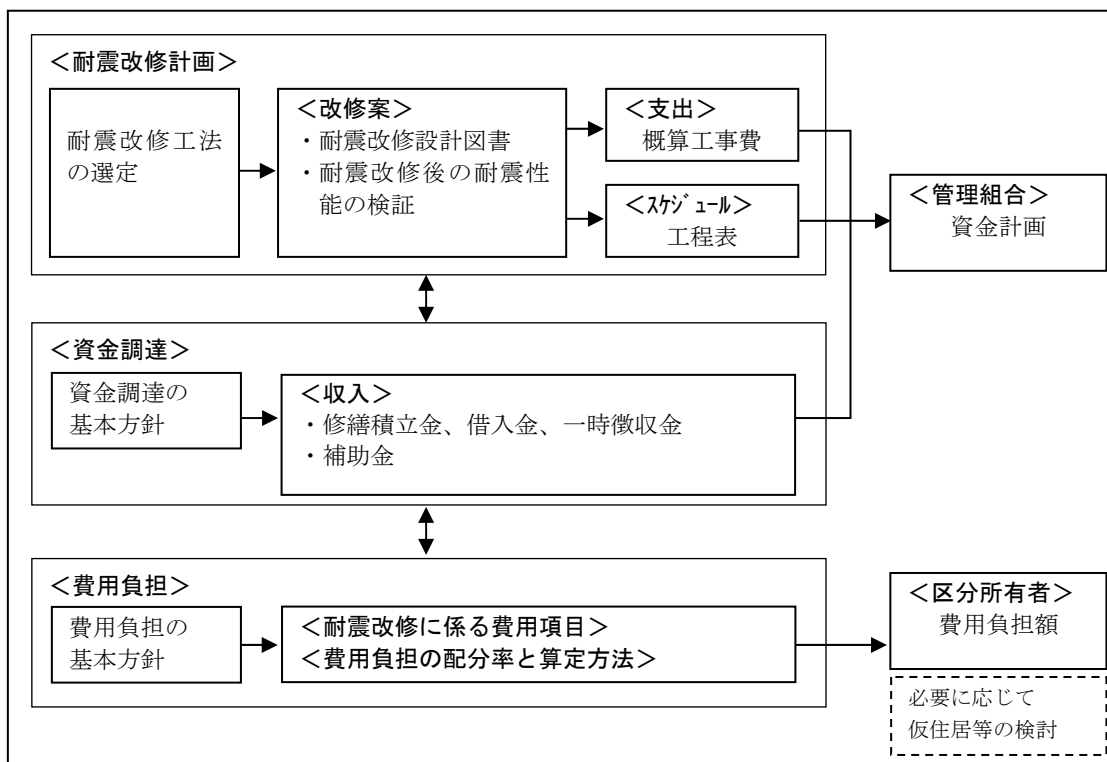 ＜耐震改修計画＞
耐震改修工法
の選定
＜改修案＞
・耐震改修設計図書
・耐震改修後の耐震性
能の検証
＜支出＞
概算工事費
＜ｽｹｼﾞｭｰﾙ＞
工程表
＜管理組合＞
資金計画
＜資金調達＞
資金調達の
基本方針
＜収入＞
・修繕積立金、借入金、一時徴収金
・補助金
＜費用負担＞
費用負担の
基本方針
＜耐震改修に係る費用項目＞
＜費用負担の配分率と算定方法＞
＜区分所有者＞
費用負担額
必要に応じて
仮住居等の検討